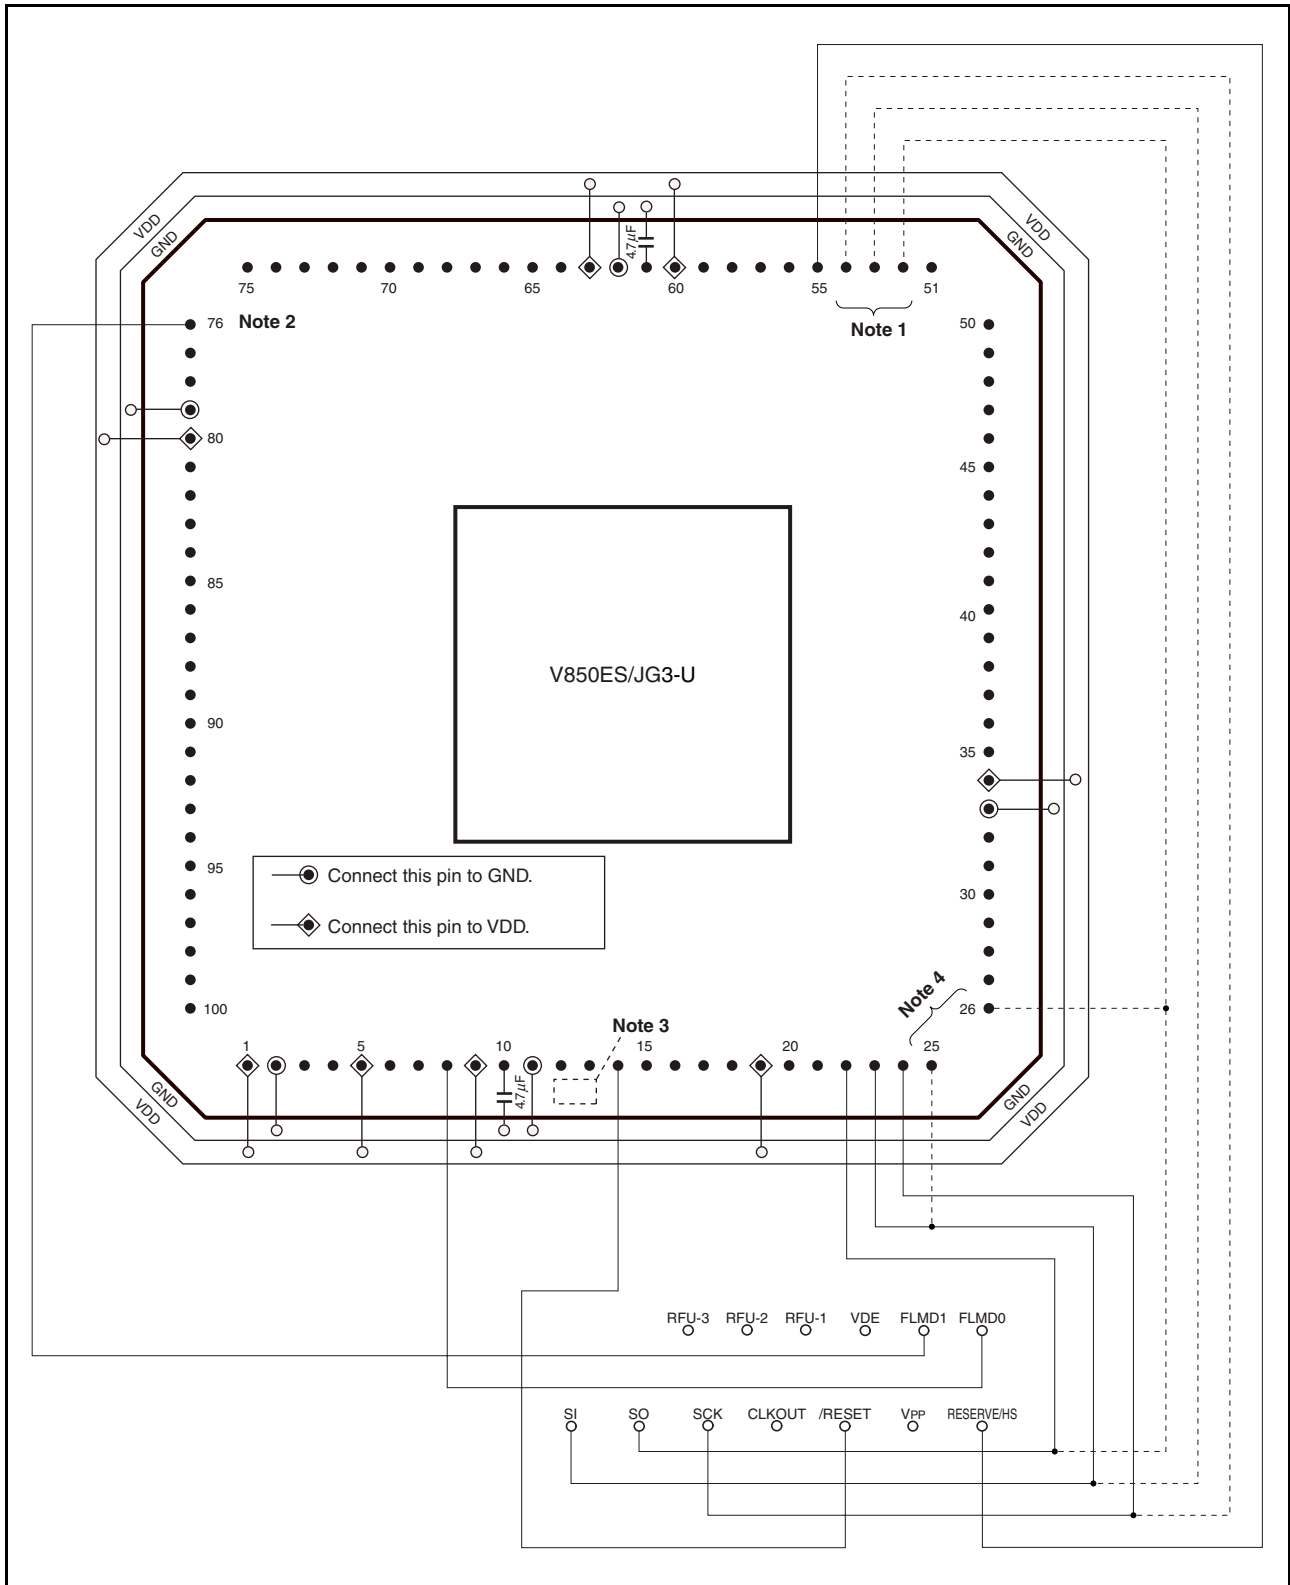 VDD
GND
VDD
GND
4.7μF
75
70
65
60
55
51
Note 1
76
Note 2
50
80
45
85
40
V850ES/JG3-U
90
35
95
Connect this pin to GND.
30
Connect this pin to VDD.
Note 4
100
26
Note 3
1
5
10
15
20
25
4.7μF
GND
VDD
GND
VDD
RFU-3
RFU-2
RFU-1
VDE
FLMD1
FLMD0
SI
SO
SCK
CLKOUT
/RESET
VPP
RESERVE/HS